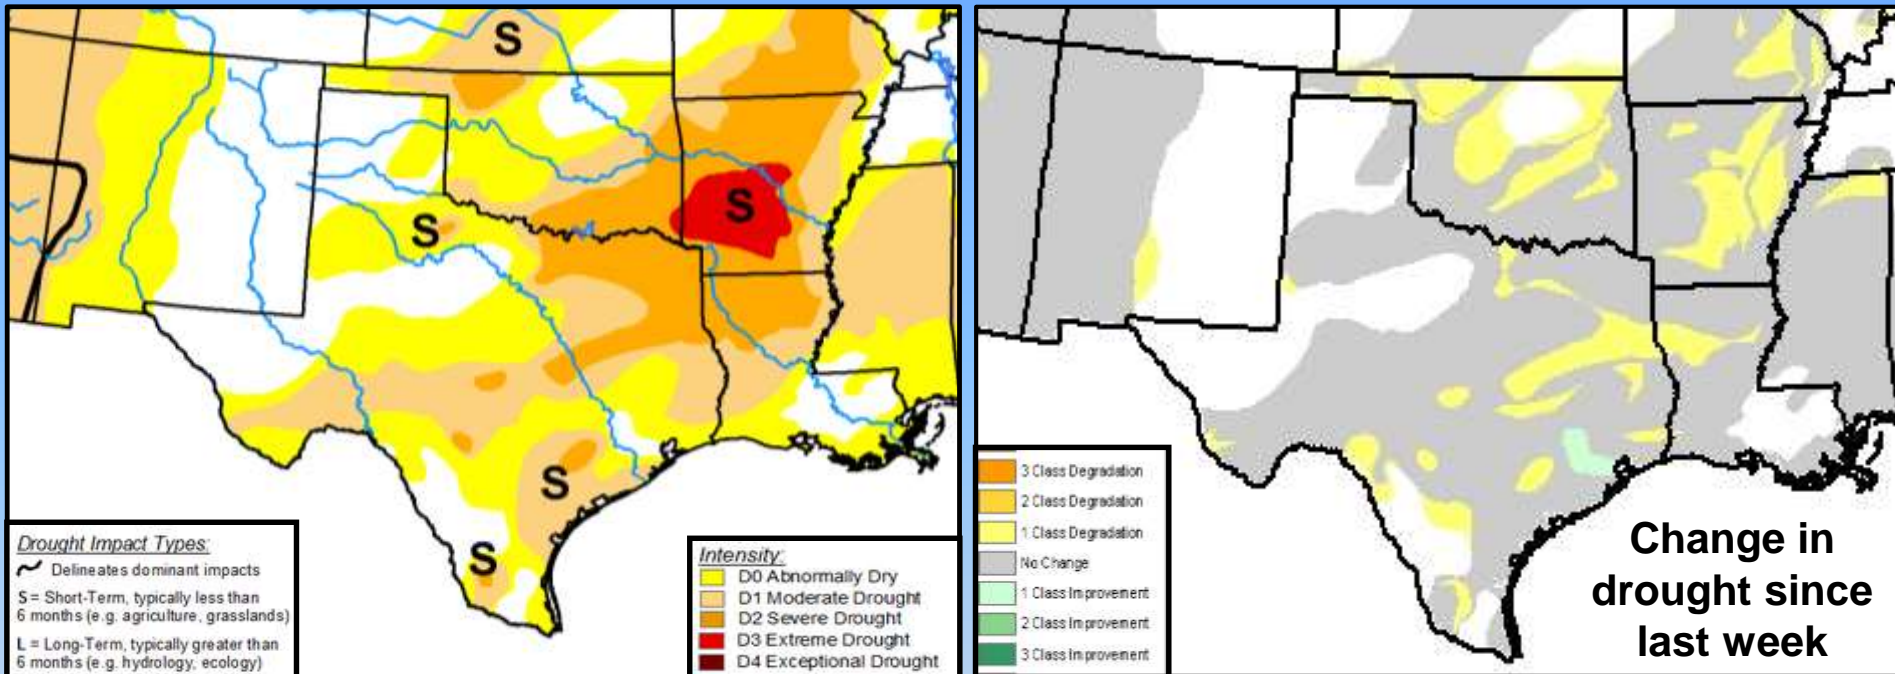 S
S
S
S
S
Drought Impact Types:
Delineates dominant impacts
S = Short-Term, typically less than
6 months (e.g. agriculture, grasslands)
L = Long-Term, typically greater than
6 months (e.g. hydrology, ecology)
Intensity:
D0 Abnormally Dry
D1 Moderate Drought
D2 Severe Drought
D3 Extreme Drought
D4 Exceptional Drought
3 Class Degradation
2 Class Degradation
1 Class Degradation
No Change
1 Class Improvement
2 Class Improvement
3 Class Improvement
Change in
drought since
last week